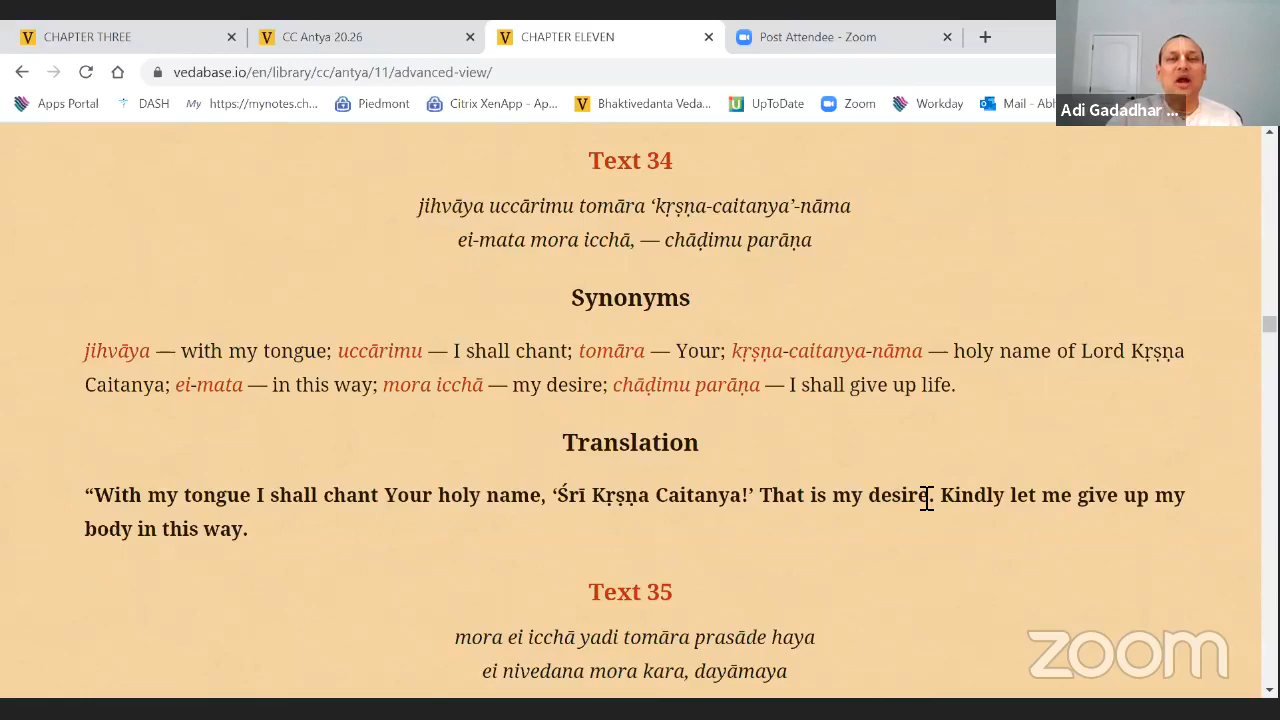 CHAPTER THREE
CC Antya 20.26
CHAPTER ELEVEN
Post Attendee - Zoom
vedabase.io/en/library/cc/antya/11/advanced-view/
Apps Portal
DASH
My https://mynotes.ch...
Piedmont
Citrix XenApp - Ap...
Bhaktivedanta Veda...
UpToDate
Zoom
Workday
Mail - Abh
Adi Gadadhar ...
Text 34
jihvāya uccārimu tomāra ‘kṛṣṇa-caitanya’-nāma
ei-mata mora icchā, — chāḍimu parāṇa
Synonyms
jihvāya — with my tongue; uccārimu — I shall chant; tomāra — Your; kṛṣṇa-caitanya-nāma — holy name of Lord Kṛṣṇa
Caitanya; ei-mata — in this way; mora icchā — my desire; chāḍimu parāṇa — I shall give up life.
Translation
“With my tongue I shall chant Your holy name, ‘Śrī Kṛṣṇa Caitanya!’ That is my desire. Kindly let me give up my
body in this way.
Text 35
mora ei icchā yadi tomāra prasāde haya
ei nivedana mora kara, dayāmaya
zoom